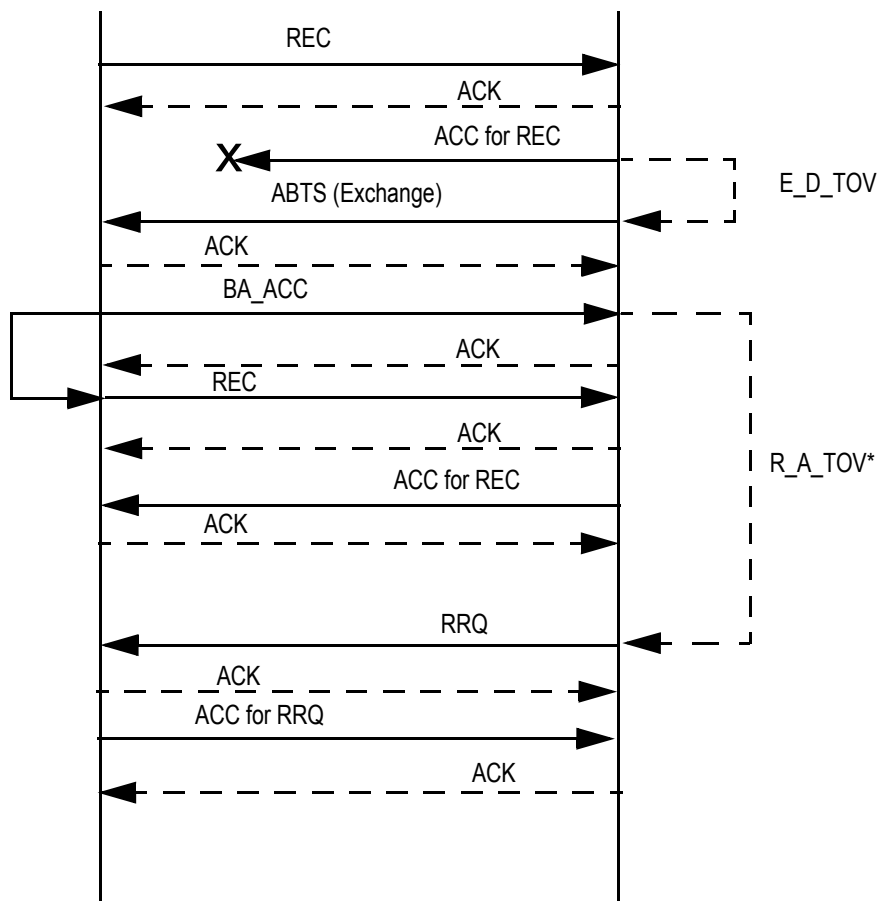 REC
ACK
X
ACC for REC
E_D_TOV
ABTS (Exchange)
ACK
BA_ACC
ACK
REC
ACK
R_A_TOV*
ACC for REC
ACK
RRQ
ACK
ACC for RRQ
ACK